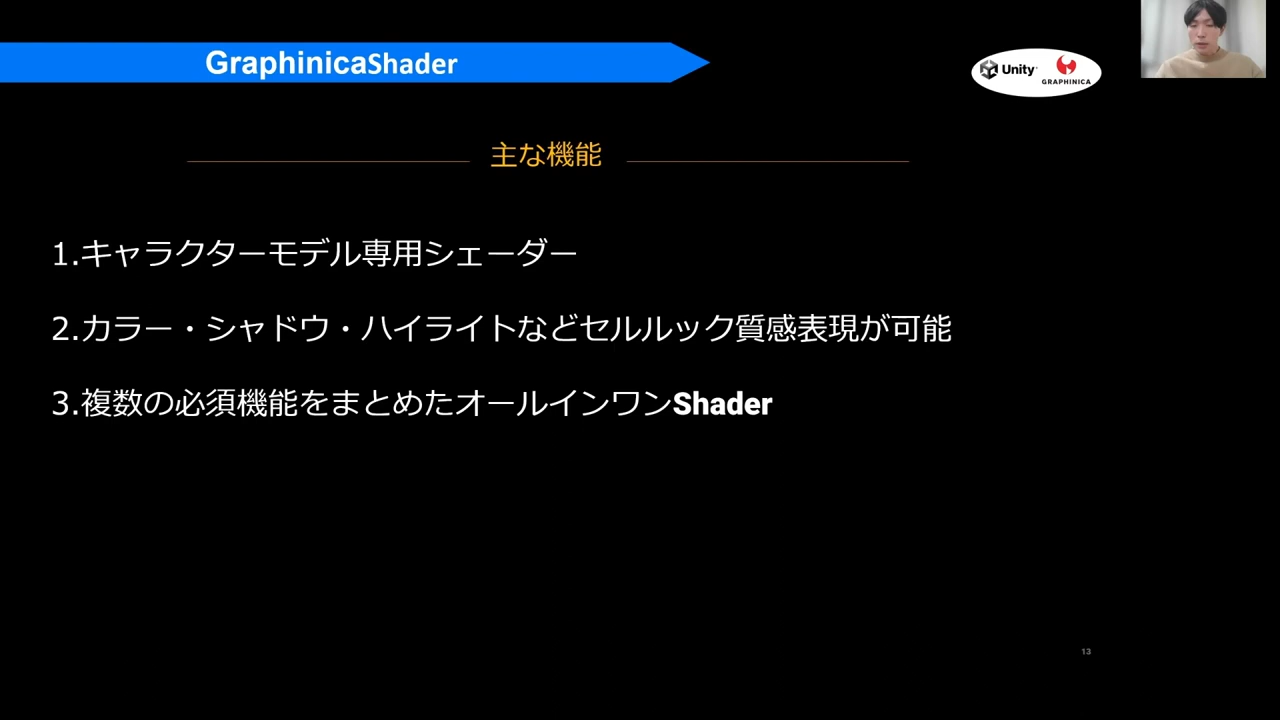 GraphinicaShader
Unity
GRAPHINICA
主な機能
1.キャラクターモデル専用シェーダー
2.カラー・シャドウ・ハイライトなどセルルック質感表現が可能
3.複数の必須機能をまとめたオールインワンShader
13